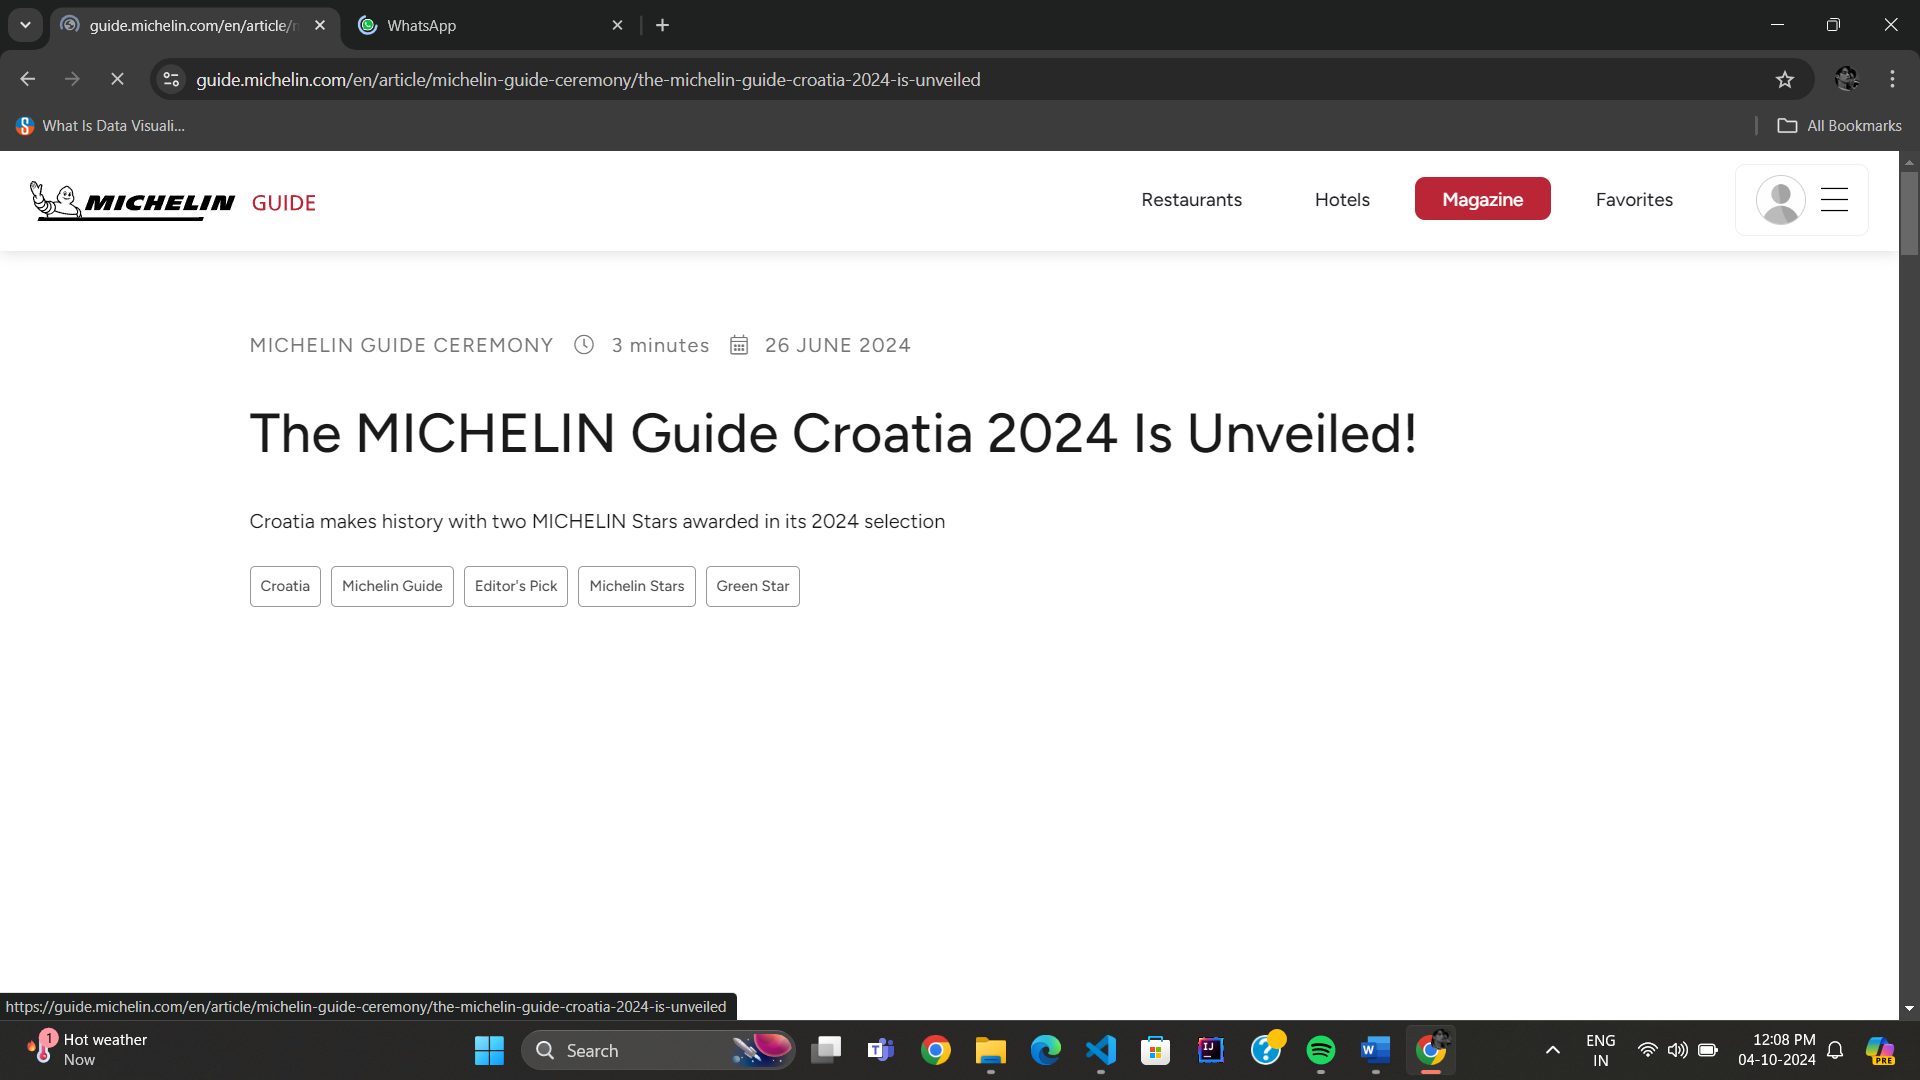 guide.michelin.com/en/article/
WhatsApp
guide.michelin.com/en/article/michelin-guide-ceremony/the-michelin-guide-croatia-2024-is-unveiled
What Is Data Visuali...
All Bookmarks
MICHELIN GUIDE
Restaurants
Hotels
Magazine
Favorites
MICHELIN GUIDE CEREMONY 3 minutes 26 JUNE 2024
The MICHELIN Guide Croatia 2024 Is Unveiled!
Croatia makes history with two MICHELIN Stars awarded in its 2024 selection
Croatia
Michelin Guide
Editor's Pick
Michelin Stars
Green Star
https://guide.michelin.com/en/article/michelin-guide-ceremony/the-michelin-guide-croatia-2024-is-unveiled
1
Hot weather
Now
Search
T
IJ
?
W
PRE
ENG
IN
12:08 PM
04-10-2024